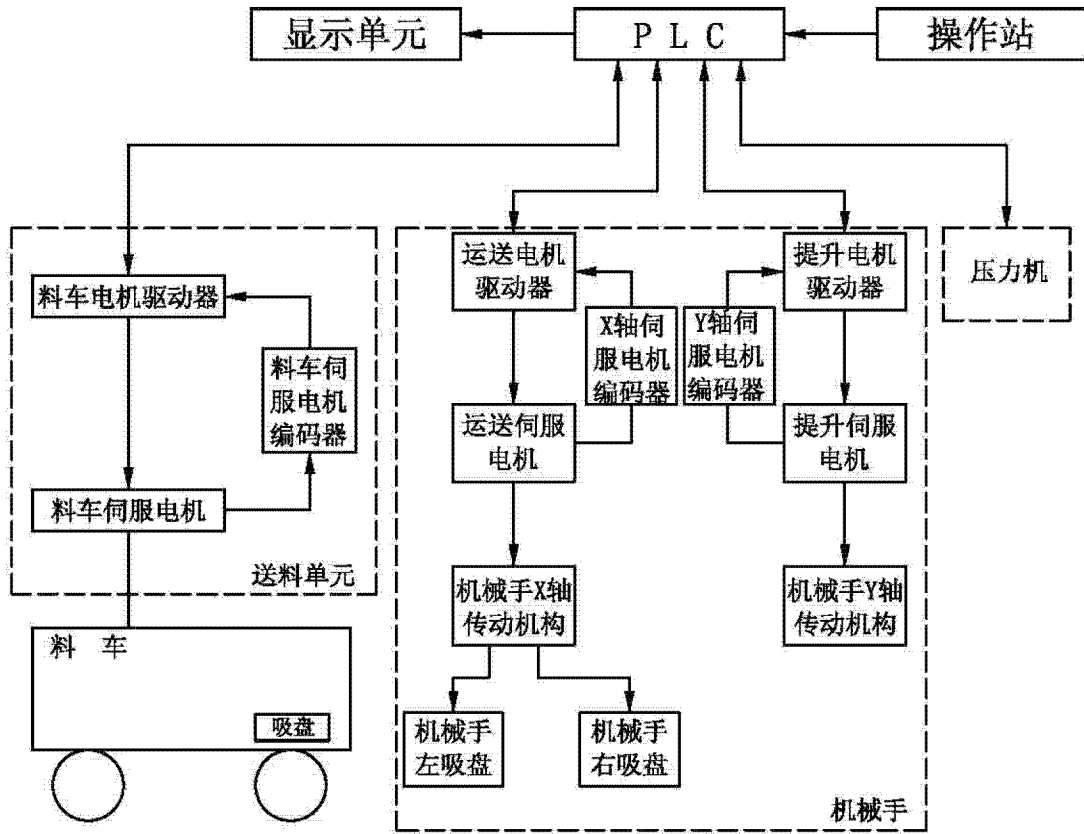 显示单元
PLC
操作站
料车电机驱动器
料车伺
服电机
编码器
料车伺服电机
送料单元
料 车
吸盘
运送电机
驱动器
X轴伺
服电机
编码器
运送伺服
电机
机械手X轴
传动机构
机械手
左吸盘
机械手
右吸盘
Y轴伺
服电机
编码器
提升电机
驱动器
提升伺服
电机
机械手Y轴
传动机构
机械手
压力机